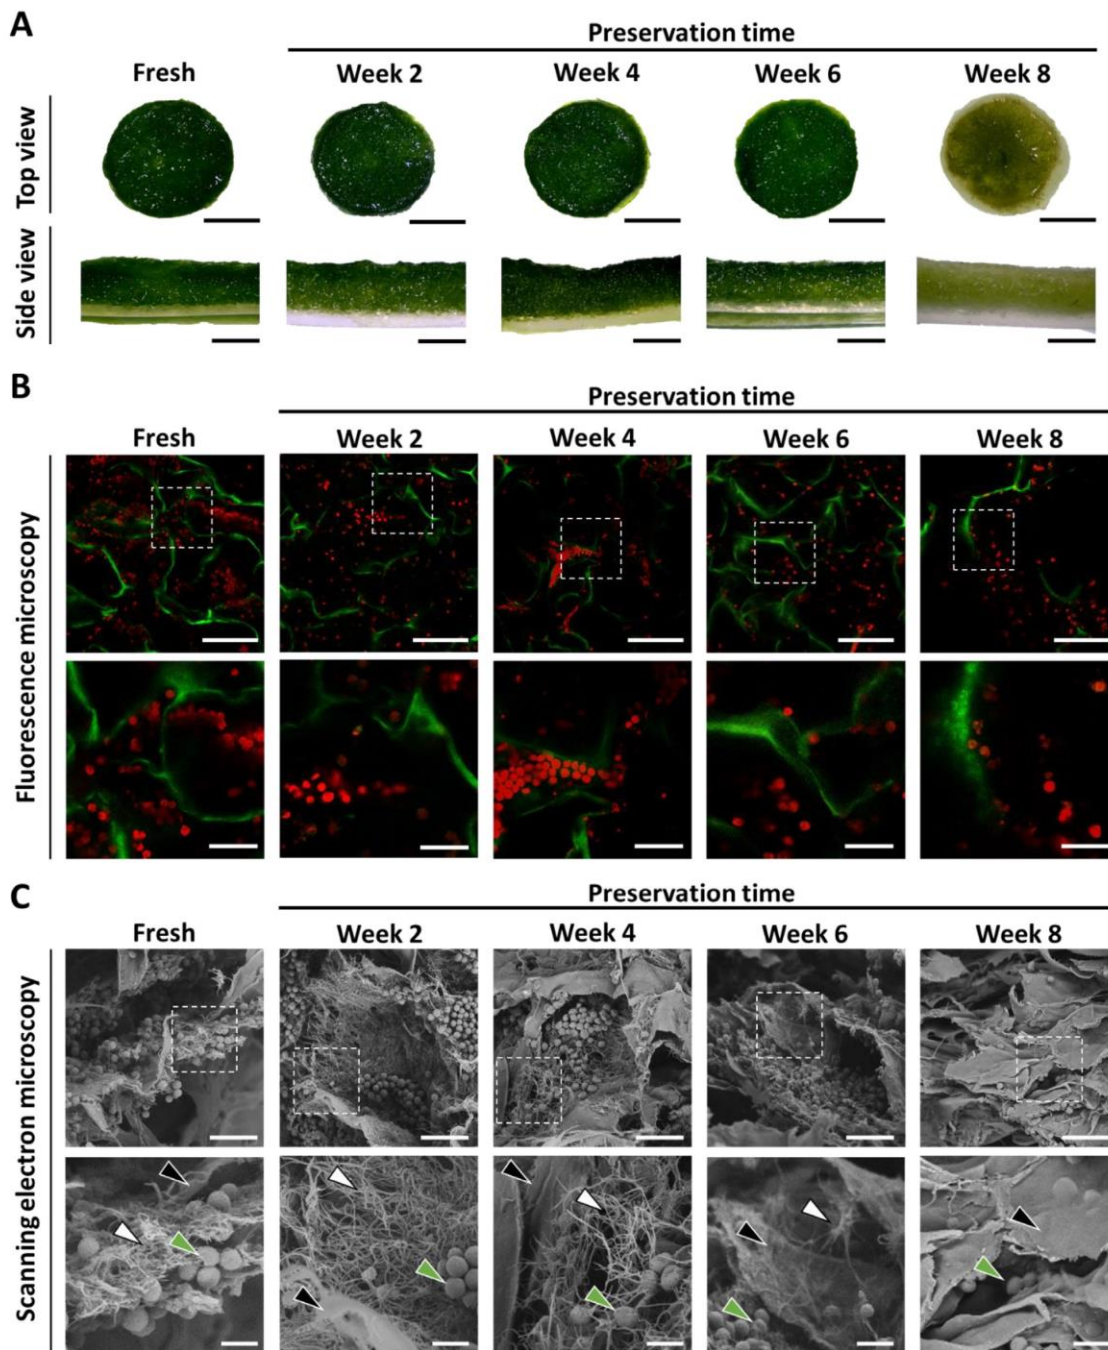 A
Preservation time
Fresh
Week 2
Week 4
Week 6
Week 8
Top view
Side view
B
Preservation time
Fresh
Week 2
Week 4
Week 6
Week 8
Fluorescence microscopy
C
Preservation time
Fresh
Week 2
Week 4
Week 6
Week 8
Scanning electron microscopy